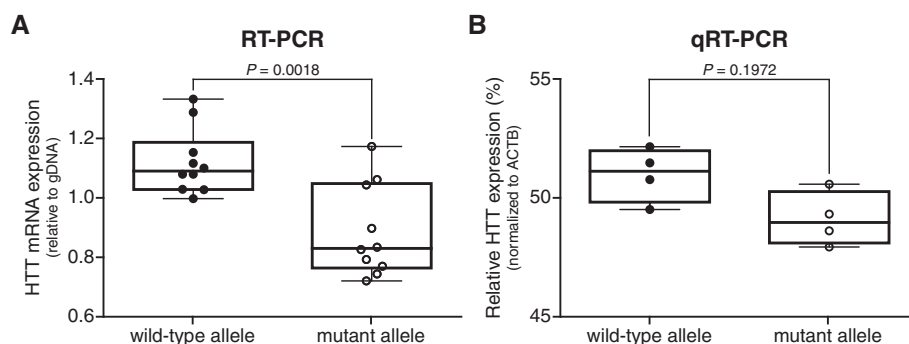 A
RT-PCR
P = 0.0018
HTT mRNA expression
(relative to gDNA)
1.4
1.2
1.0
0.8
0.6
wild-type allele
mutant allele
B
qRT-PCR
P = 0.1972
Relative HTT expression (%)
(normalized to ACTB)
55
50
45
wild-type allele
mutant allele